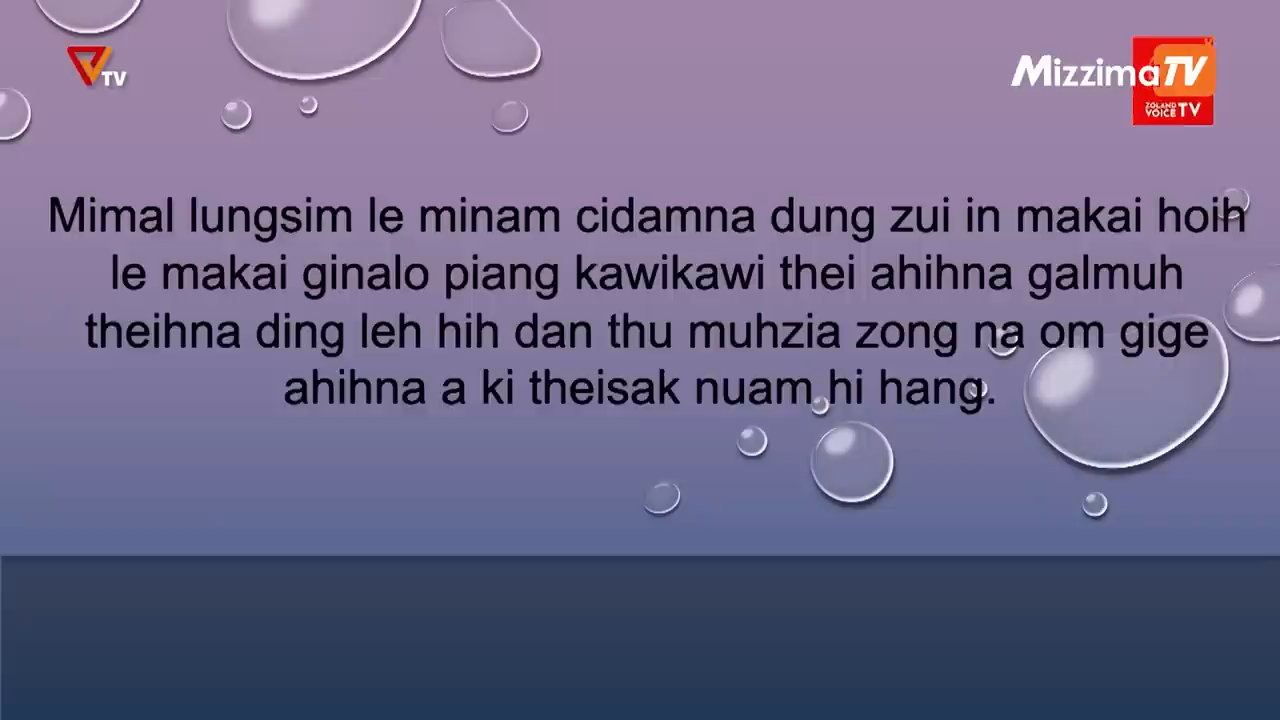 TV
MizzimaTV
ZOLAND
VOICE TV
Mimal lungsim le minam cidamna dung zui in makai hoih
le makai ginalo piang kawikawi thei ahihna galmuh
theihna ding leh hih dan thu muhzia zong na om gige
ahihna a ki theisak nuam hi hang.